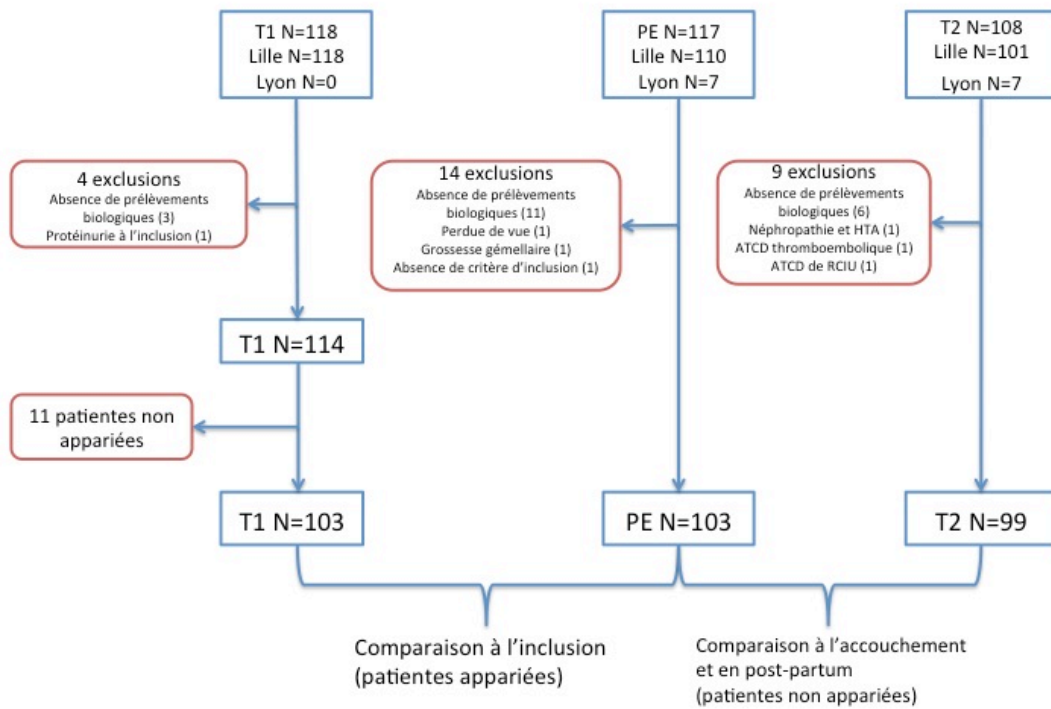 T1 N=118
Lille N=118
Lyon N=0
PE N=117
Lille N=110
Lyon N=7
T2 N=108
Lille N=101
Lyon N=7
4 exclusions
Absence de prélèvements
biologiques (3)
Protéinurie à l’inclusion (1)
14 exclusions
Absence de prélèvements
biologiques (11)
Perdue de vue (1)
Grossesse gémellaire (1)
Absence de critère d’inclusion (1)
9 exclusions
Absence de prélèvements
biologiques (6)
Néphropathie et HTA (1)
ATCD thromboembolique (1)
ATCD de RCIU (1)
T1 N=114
11 patientes non
appariées
T1 N=103
PE N=103
T2 N=99
Comparaison à l’inclusion
(patientes appariées)
Comparaison à l’accouchement
et en post-partum
(patientes non appariées)